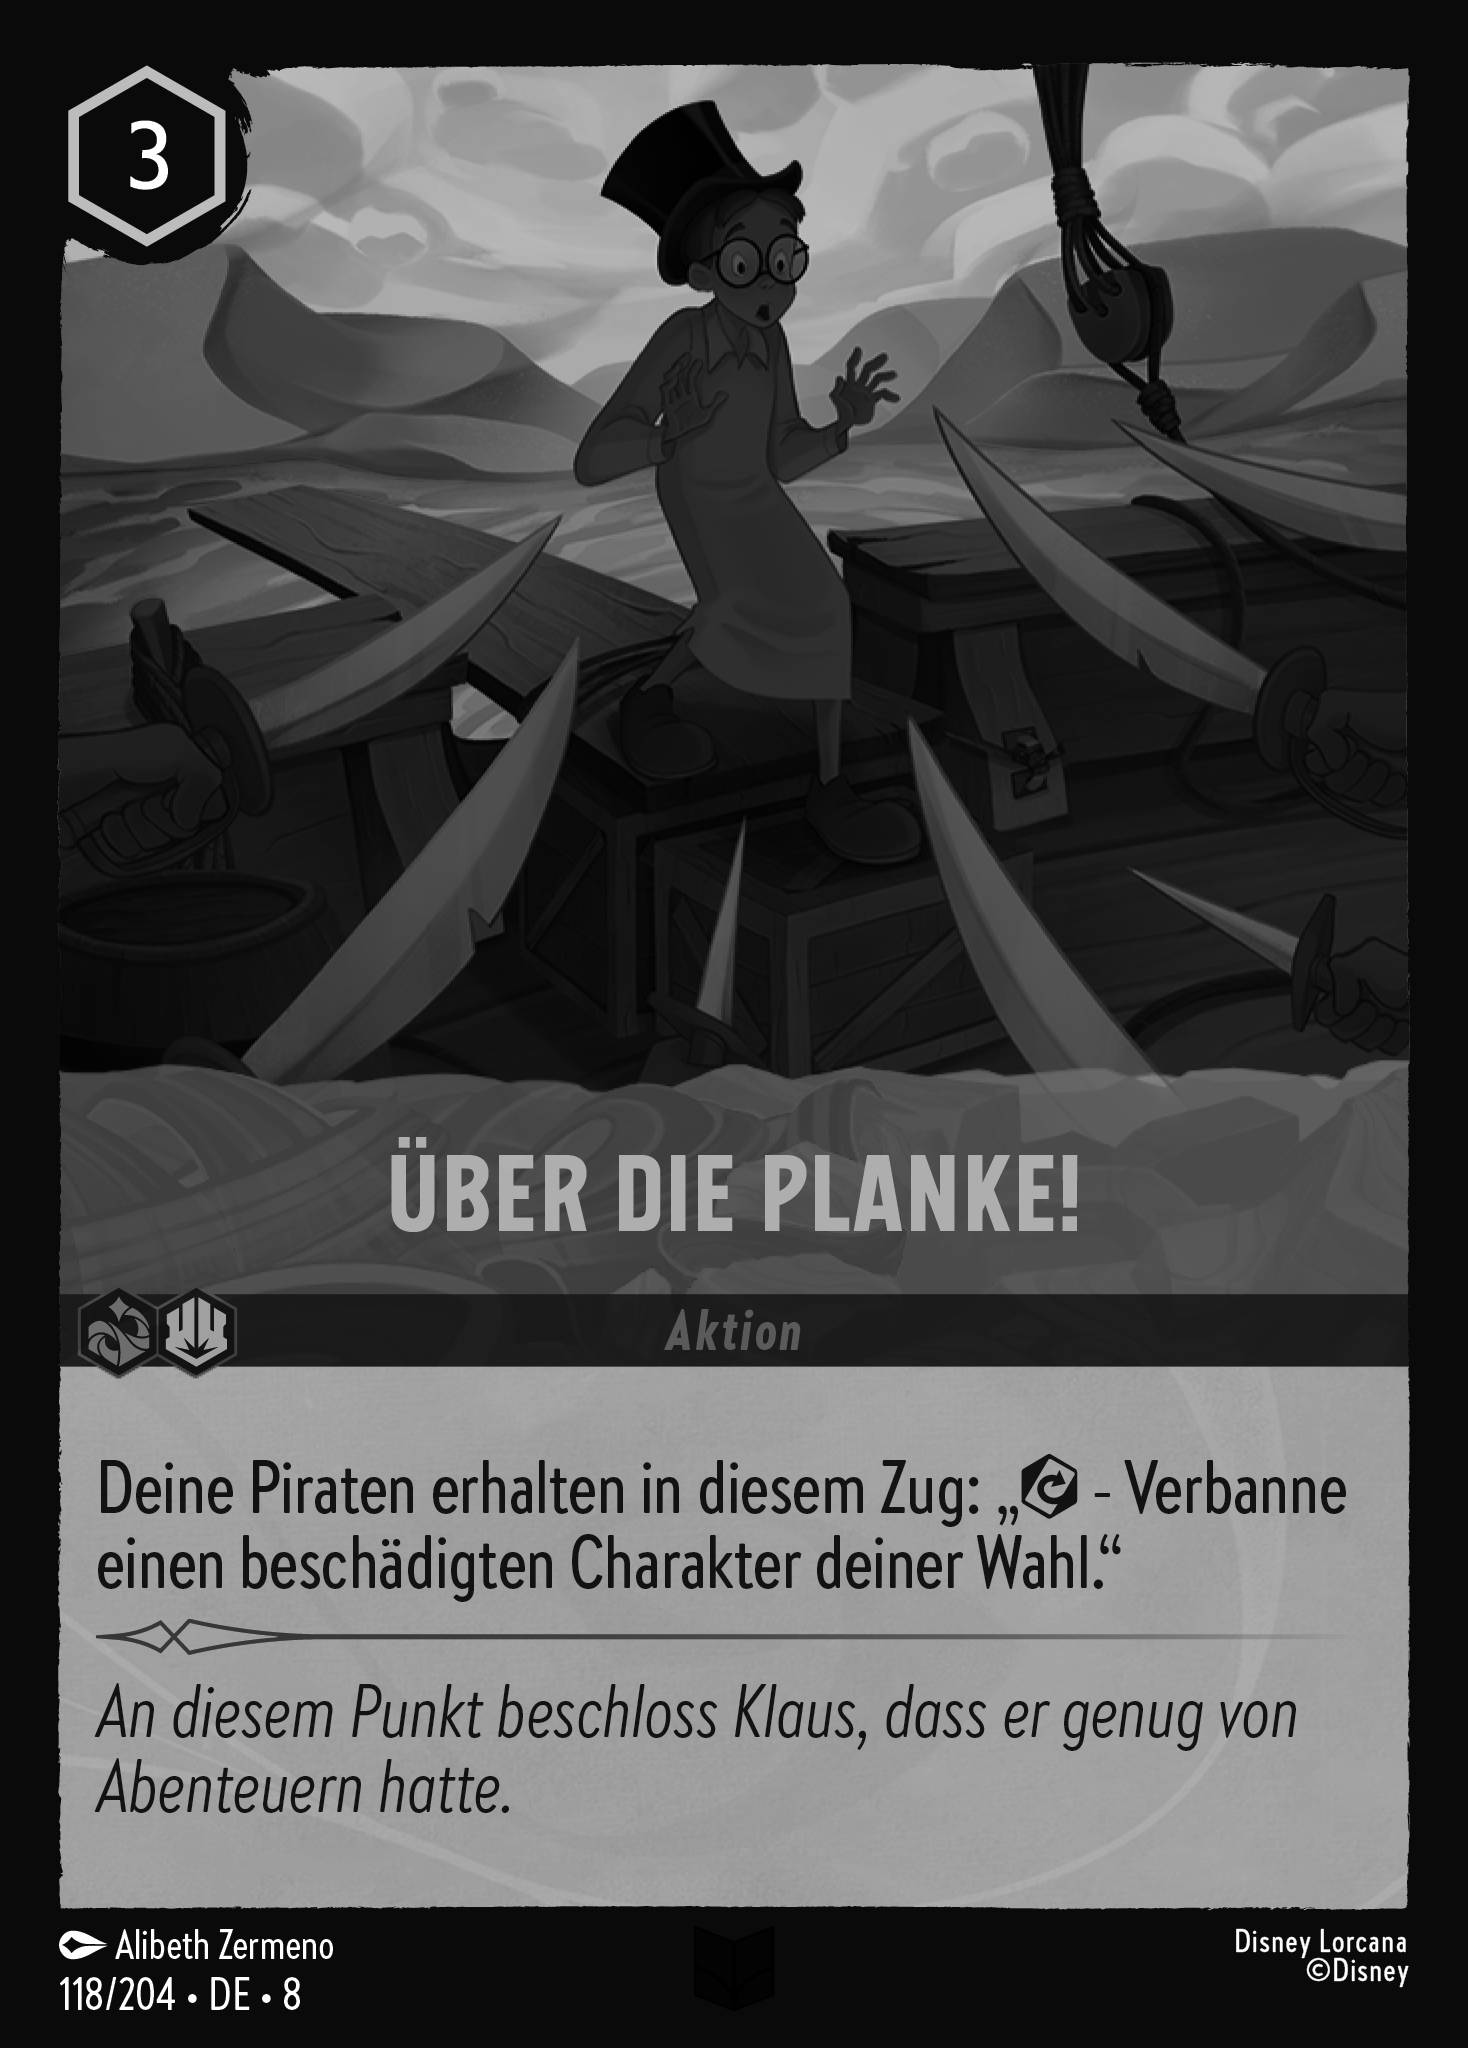 3
ÜBER DIE PLANKE!
Aktion
Deine Piraten erhalten in diesem Zug: „ - Verbanne
einen beschädigten Charakter deiner Wahl.“
An diesem Punkt beschloss Klaus, dass er genug von
Abenteuern hatte.
Alibeth Zermeno
118/204 • DE • 8
Disney Lorcana
©Disney